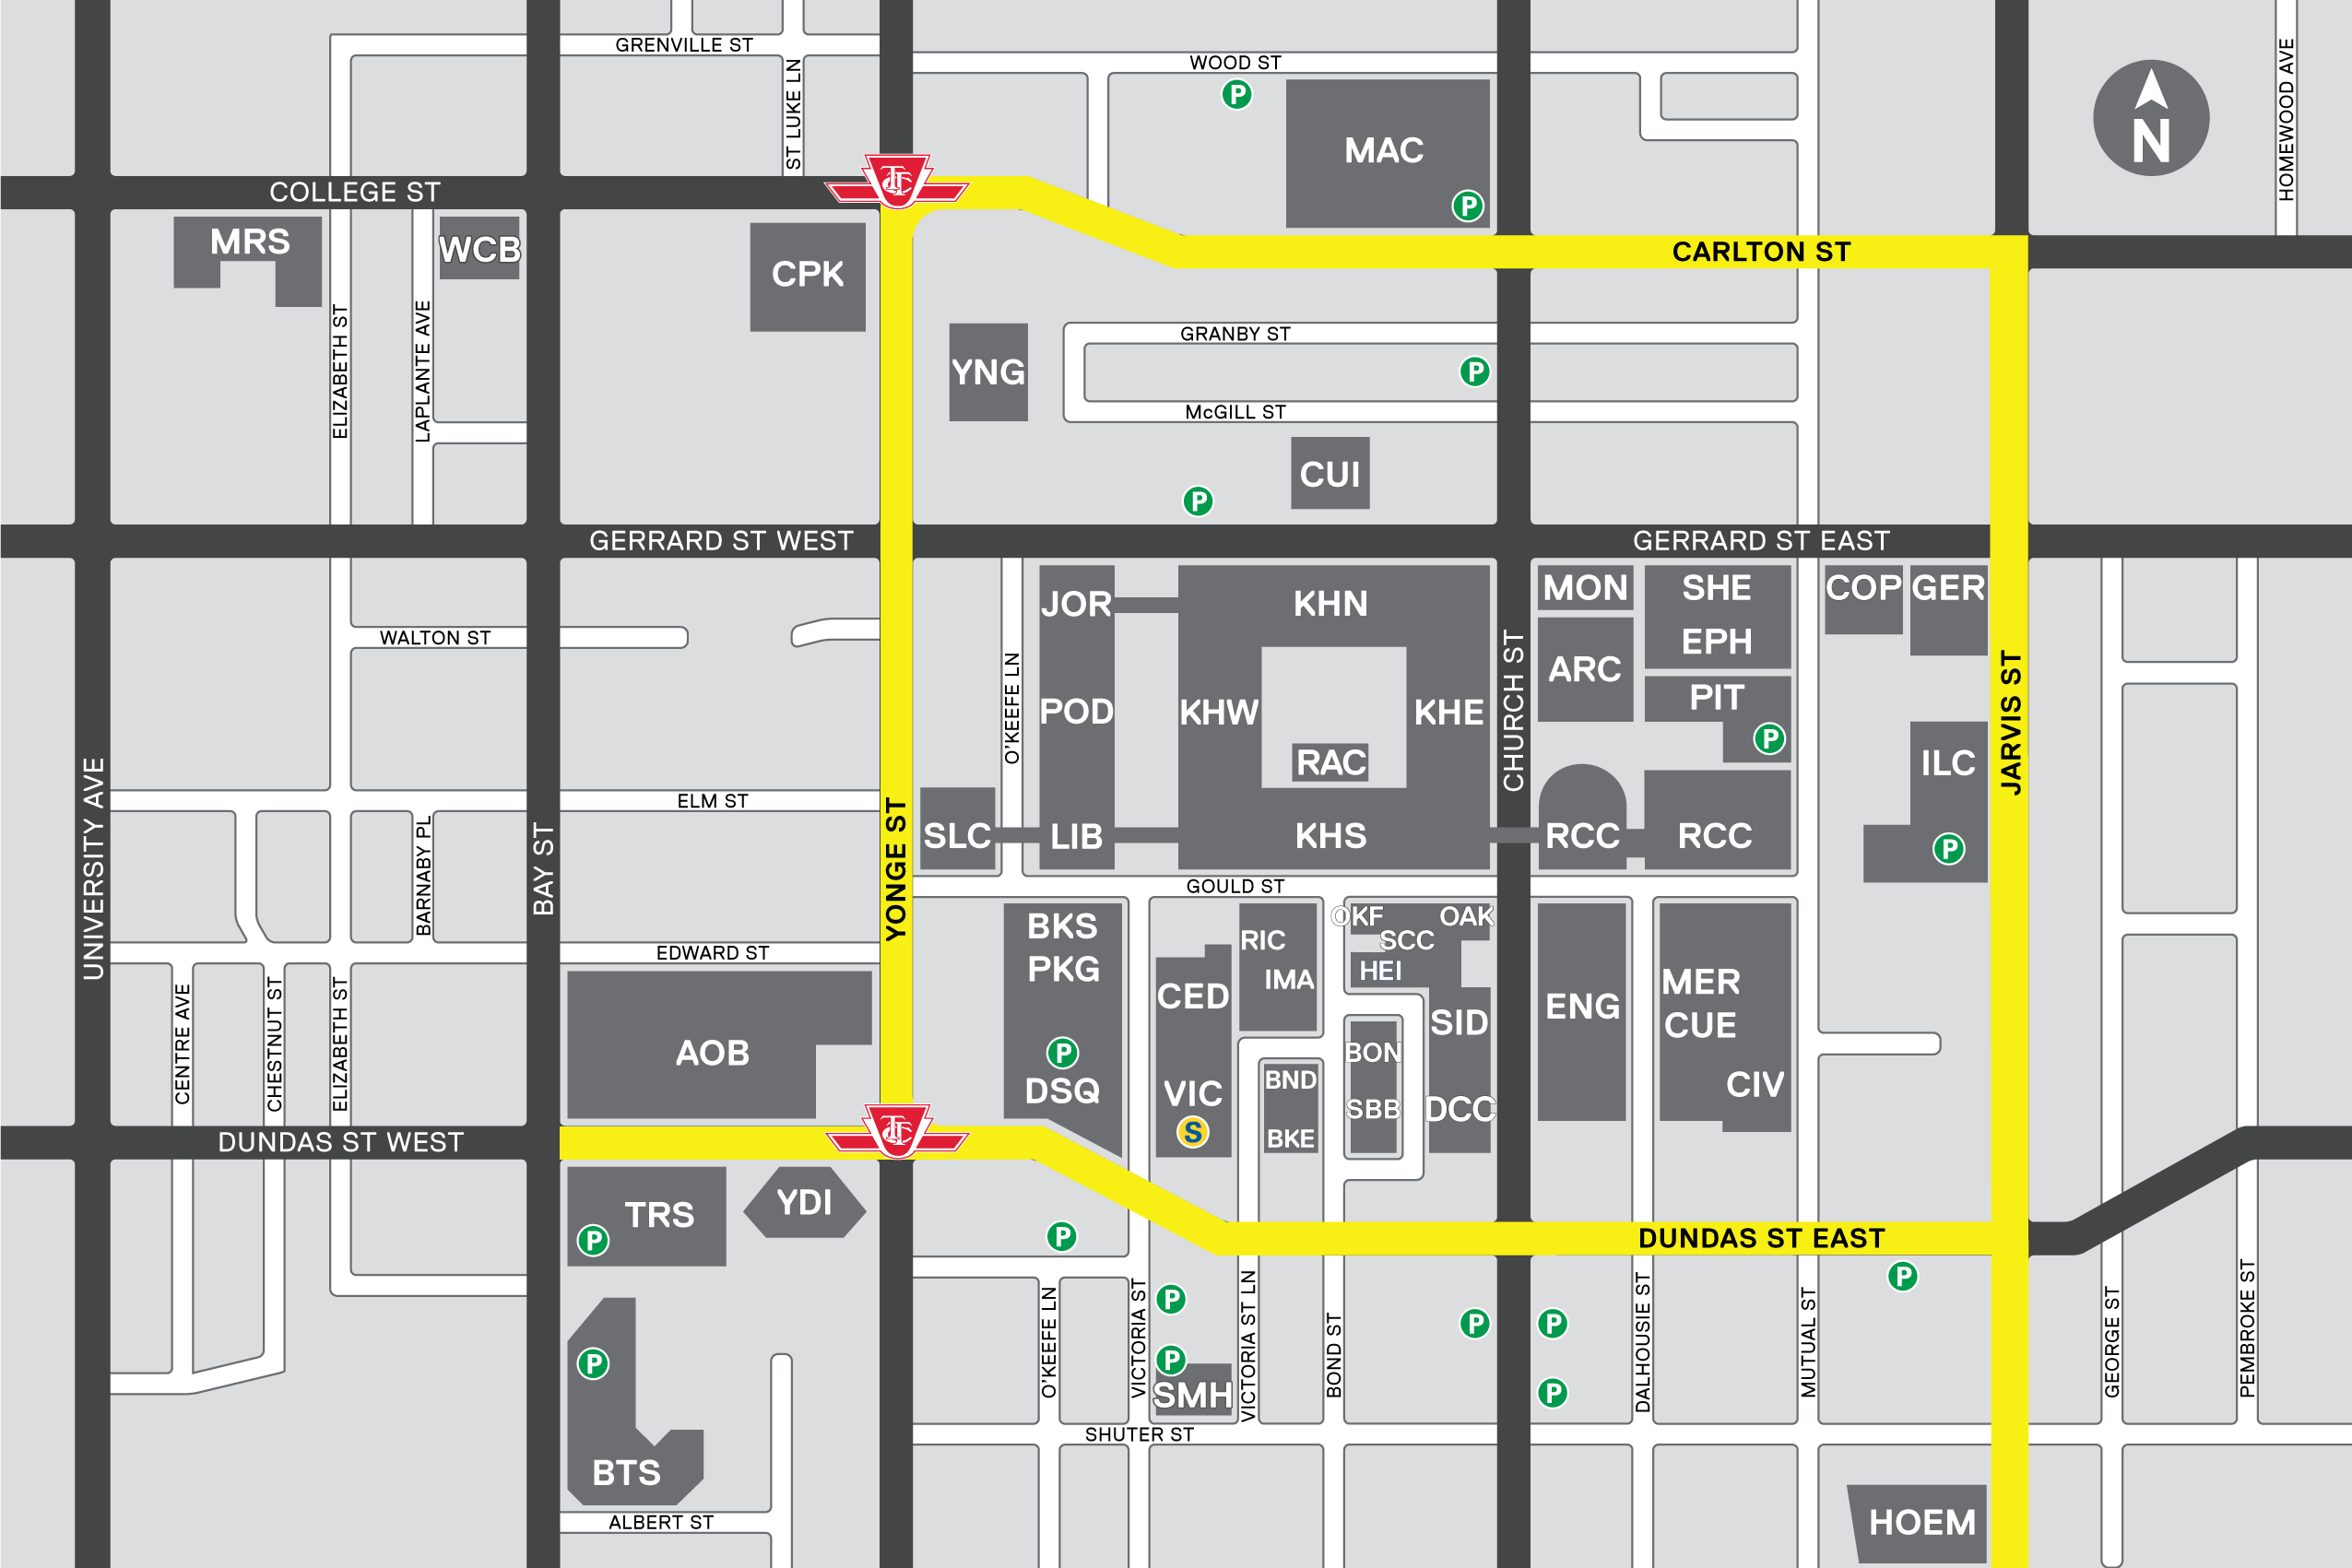 GRENVILLE ST
WOOD ST
ST LUKE LN
HOMEWOOD AVE
P
MAC
N
COLLEGE ST
TTC
P
MRS
WCB
CPK
CARLTON ST
ELIZABETH ST
LAPLANTE AVE
YNG
GRANBY ST
P
McGILL ST
CUI
P
GERRARD ST WEST
GERRARD ST EAST
JOR
KHN
MON
SHE
COP
GER
WALTON ST
EPH
ARC
O'KEEFE LN
POD
KHW
KHE
CHURCH ST
PIT
JARVIS ST
P
RAC
ILC
UNIVERSITY AVE
ELM ST
BARNABY PL
BAY ST
YONGE ST
SLC
LIB
KHS
RCC
RCC
P
GOULD ST
BKS
PKG
OKF
OAK
RIC
SCC
IMA
HEI
EDWARD ST
CED
MER
CUE
ENG
SID
CENTRE AVE
CHESTNUT ST
ELIZABETH ST
AOB
P
DSQ
VIC
S
BND
BON
BKE
SBB
DCC
CIV
TTC
DUNDAS ST WEST
TRS
YDI
P
P
DUNDAS ST EAST
P
P
P
P
P
P
P
SMH
BTS
O'KEEFE LN
VICTORIA ST
VICTORIA ST LN
BOND ST
DALHOUSIE ST
MUTUAL ST
GEORGE ST
PEMBROKE ST
SHUTER ST
ALBERT ST
HOEM